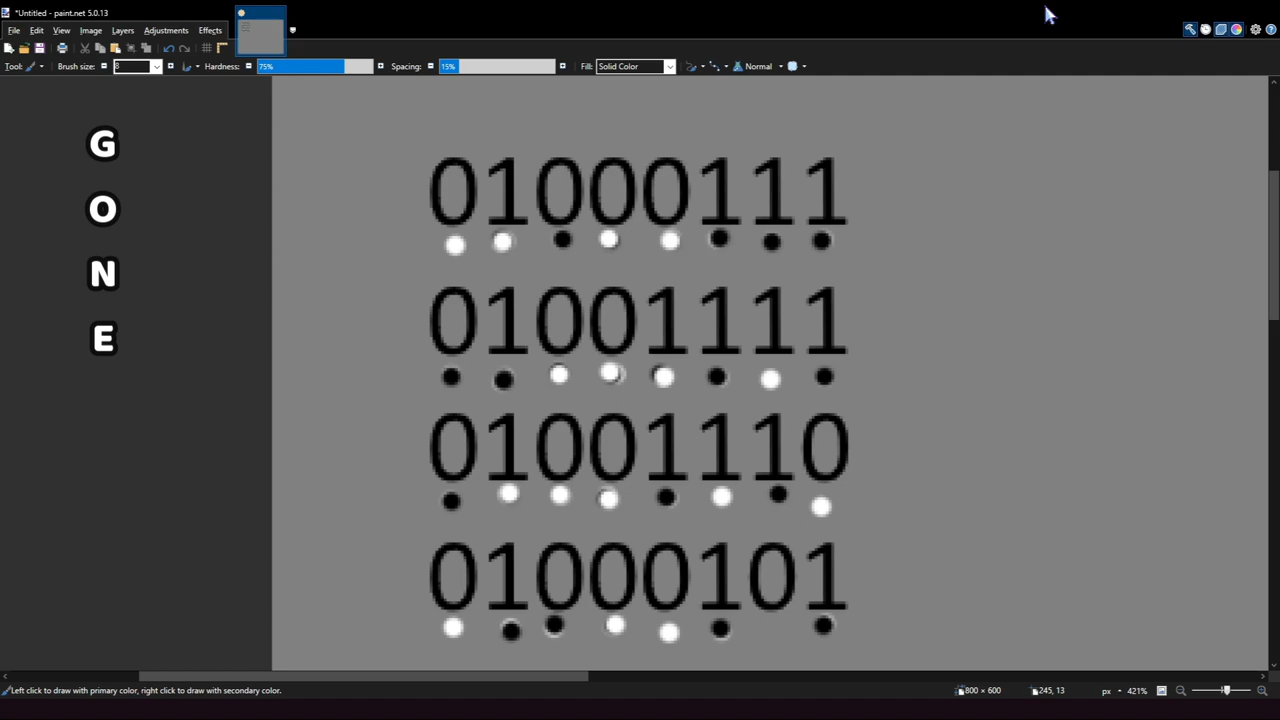 *Untitled - paint.net 5.0.13
File Edit View Image Layers Adjustments Effects
Tool: Brush size: 8 Hardness: 75% Spacing: 15% Fill: Solid Color Normal
G
O
N
E
01000111
01001111
01001110
01000101
Left click to draw with primary color, right click to draw with secondary color. 800 × 600 245, 13 px 421%